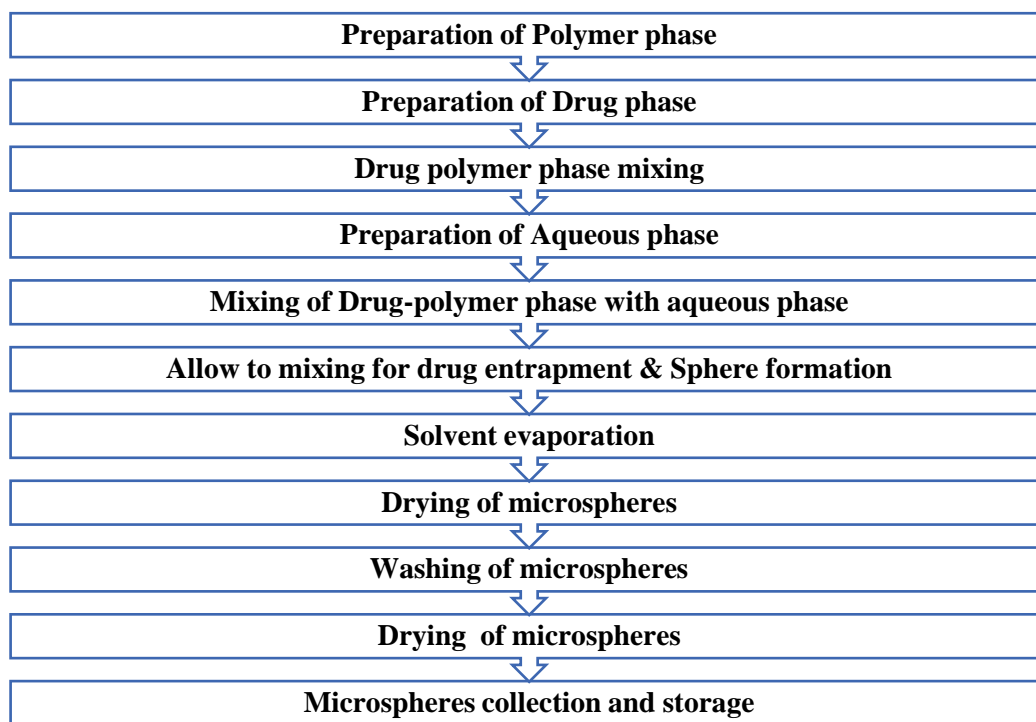 Preparation of Polymer phase
Preparation of Drug phase
Drug polymer phase mixing
Preparation of Aqueous phase
Mixing of Drug-polymer phase with aqueous phase
Allow to mixing for drug entrapment & Sphere formation
Solvent evaporation
Drying of microspheres
Washing of microspheres
Drying  of microspheres
Microspheres collection and storage